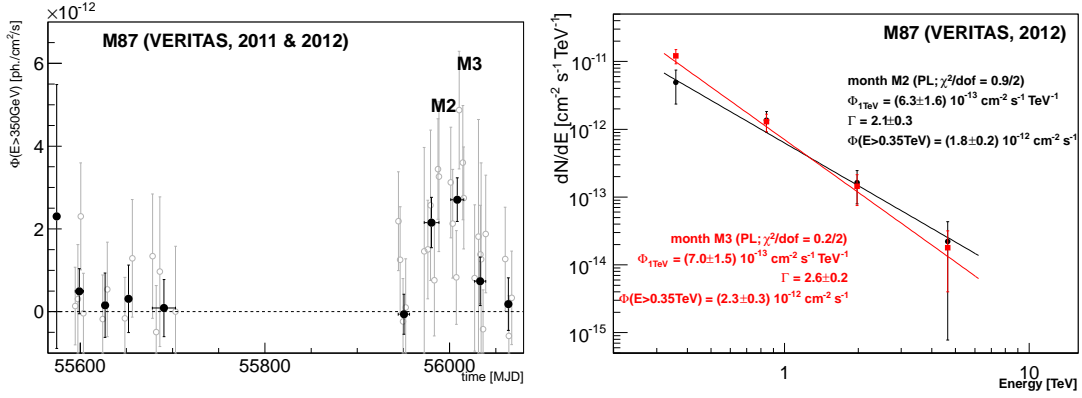 ×10⁻¹²
Φ(E>350GeV) [ph./cm²/s]
6
4
2
0
M87 (VERITAS, 2011 & 2012)
M3
M2
55600
55800
56000
time [MJD]
dN/dE [cm⁻² s⁻¹ TeV⁻¹]
10⁻¹¹
10⁻¹²
10⁻¹³
10⁻¹⁴
10⁻¹⁵
M87 (VERITAS, 2012)
month M2 (PL; χ²/dof = 0.9/2)
Φ1TeV = (6.3±1.6) 10⁻¹³ cm⁻² s⁻¹ TeV⁻¹
Γ = 2.1±0.3
Φ(E>0.35TeV) = (1.8±0.2) 10⁻¹² cm⁻² s⁻¹
month M3 (PL; χ²/dof = 0.2/2)
Φ1TeV = (7.0±1.5) 10⁻¹³ cm⁻² s⁻¹ TeV⁻¹
Γ = 2.6±0.2
Φ(E>0.35TeV) = (2.3±0.3) 10⁻¹² cm⁻² s⁻¹
1
10
Energy [TeV]